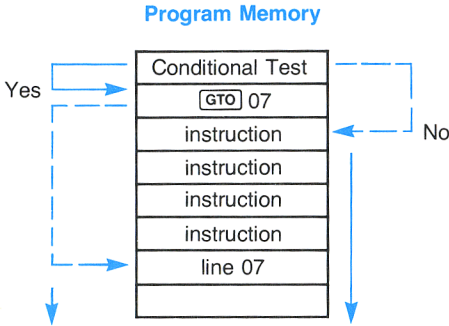 Program Memory
Conditional Test
Yes
GTO 07
instruction
No
instruction
instruction
instruction
line 07